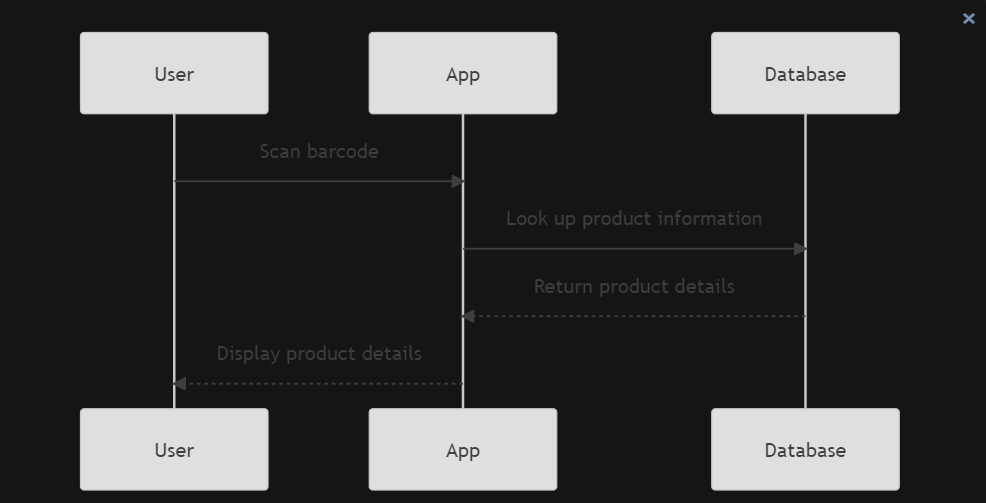 User
App
Database
Scan barcode
Look up product information
Return product details
Display product details
User
App
Database